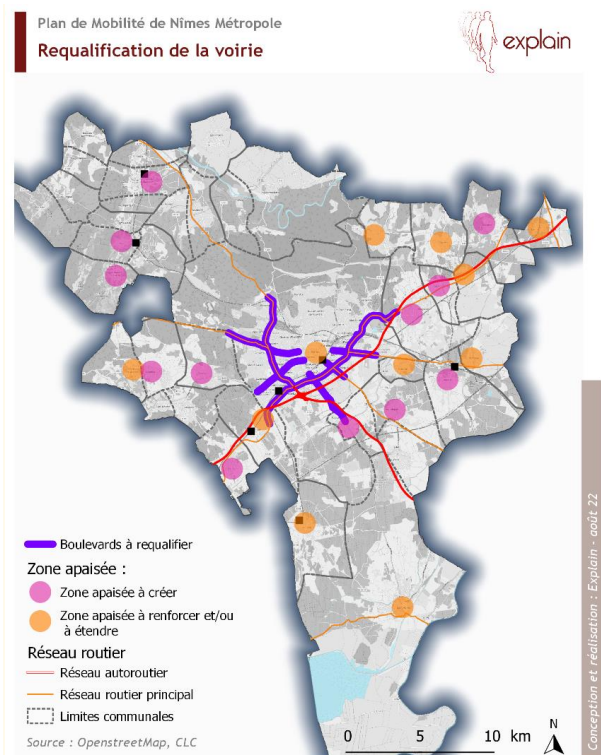 Plan de Mobilité de Nîmes Métropole
Requalification de la voirie
explain
Boulevards à requalifier
Zone apaisée :
Zone apaisée à créer
Zone apaisée à renforcer et/ou
à étendre
Réseau routier
Réseau autoroutier
Réseau routier principal
Limites communales
Source : OpenstreetMap, CLC
0 5 10 km
N
Conception et réalisation : Explain - août 22